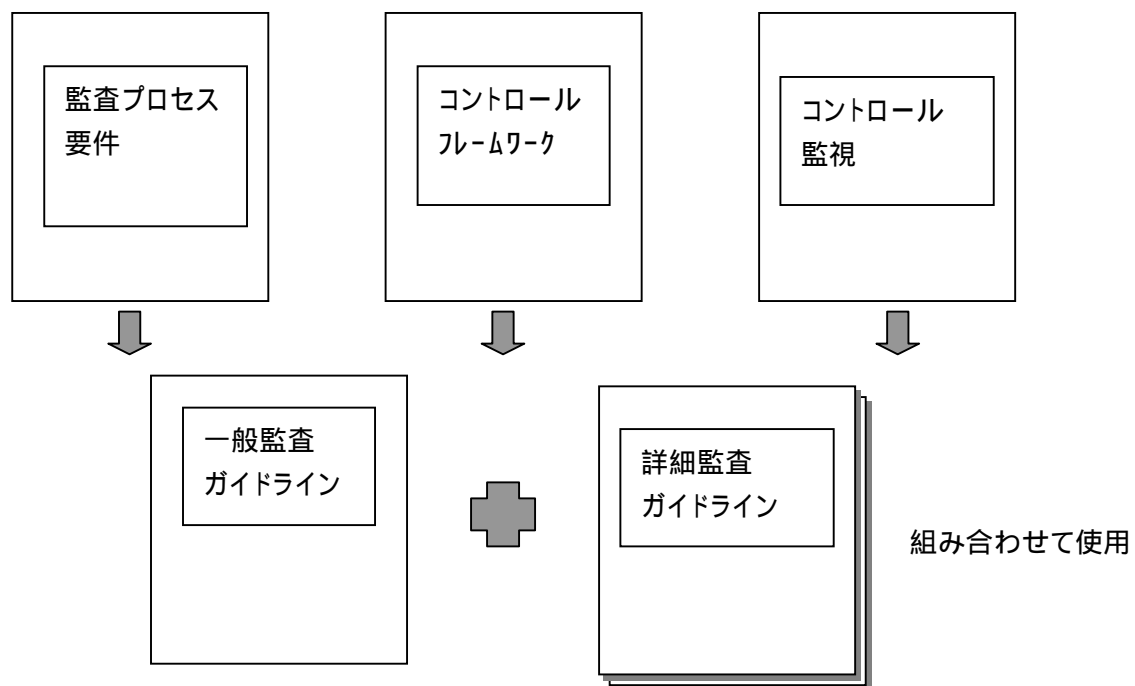 監査プロセス
要件
コントロール
ﾌﾚｰﾑﾜｰｸ
コントロール
監視
一般監査
ガイドライン
詳細監査
ガイドライン
組み合わせて使用